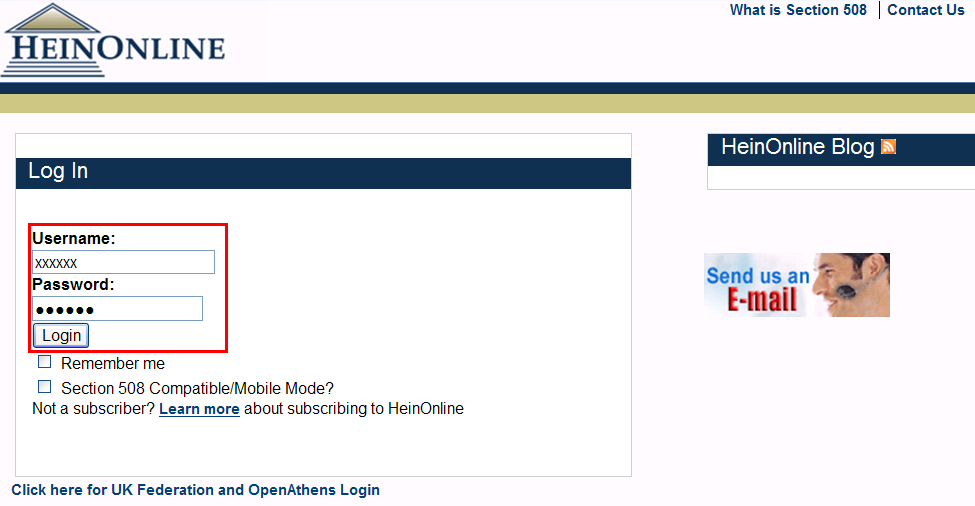 What is Section 508 | Contact Us
HEINONLINE
Log In
HeinOnline Blog
Username:
xxxxxx
Password:
●●●●●●
Login
Remember me
Section 508 Compatible/Mobile Mode?
Not a subscriber? Learn more about subscribing to HeinOnline
Send us an
E-mail
Click here for UK Federation and OpenAthens Login